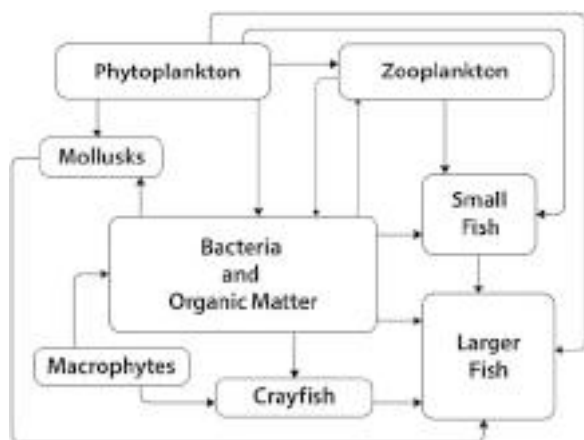 Phytoplankton
Zooplankton
Mollusks
Small
Fish
Bacteria
and
Organic Matter
Macrophytes
Crayfish
Larger
Fish